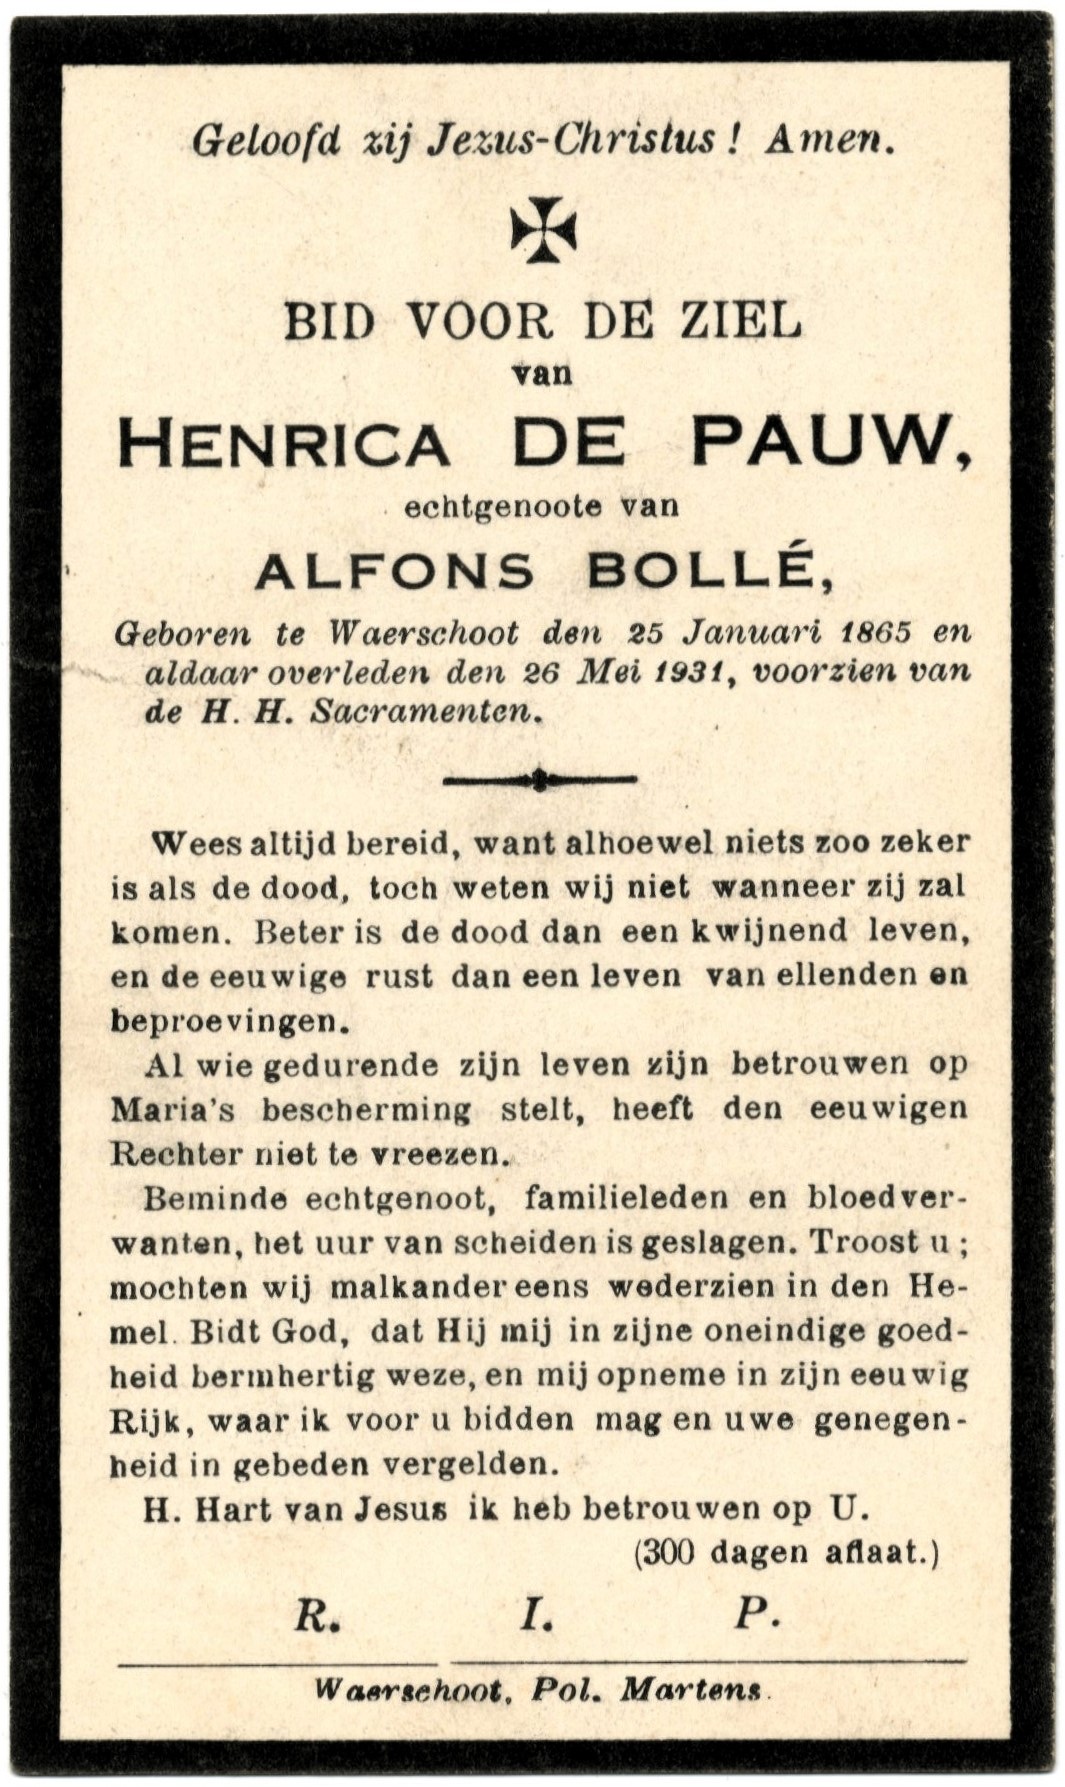 Geloofd zij Jezus-Christus ! Amen.
BID VOOR DE ZIEL
van
HENRICA DE PAUW,
echtgenoote van
ALFONS BOLLÉ,
Geboren te Waerschoot den 25 Januari 1865 en
aldaar overleden den 26 Mei 1931, voorzien van
de H. H. Sacramenten.
Wees altijd bereid, want alhoewel niets zoo zeker
is als de dood, toch weten wij niet wanneer zij zal
komen. Beter is de dood dan een kwijnend leven,
en de eeuwige rust dan een leven van ellenden en
beproevingen.
Al wie gedurende zijn leven zijn betrouwen op
Maria's bescherming stelt, heeft den eeuwigen
Rechter niet te vreezen.
Beminde echtgenoot, familieleden en bloedver-
wanten, het uur van scheiden is geslagen. Troost u ;
mochten wij malkander eens wederzien in den He-
mel. Bidt God, dat Hij mij in zijne oneindige goed-
heid bermhertig weze, en mij opneme in zijn eeuwig
Rijk, waar ik voor u bidden mag en uwe genegen-
heid in gebeden vergelden.
H. Hart van Jesus ik heb betrouwen op U.
(300 dagen aflaat.)
R. I. P.
Waerschoot, Pol. Martens.